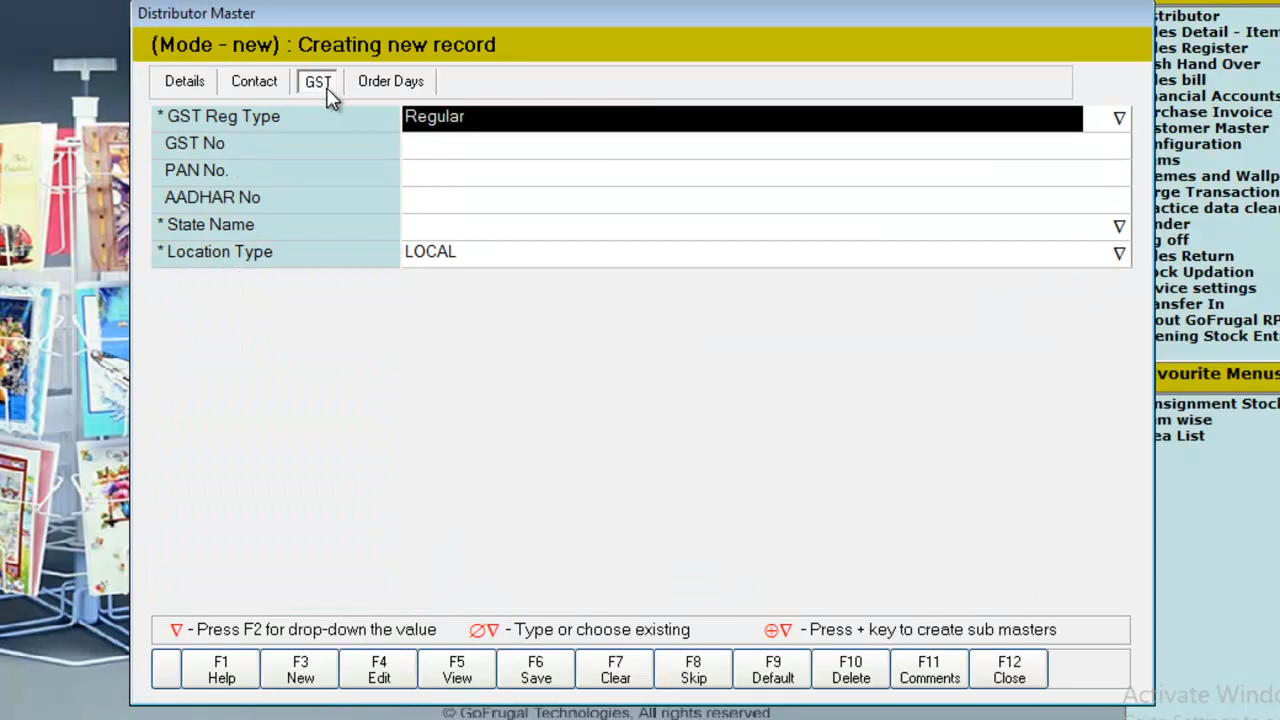 Distributor Master
(Mode - new) : Creating new record
Details Contact GST Order Days
* GST Reg Type Regular
GST No
PAN No.
AADHAR No
* State Name
* Location Type LOCAL
- Press F2 for drop-down the value - Type or choose existing - Press + key to create sub masters
F1 Help
F3 New
F4 Edit
F5 View
F6 Save
F7 Clear
F8 Skip
F9 Default
F10 Delete
F11 Comments
F12 Close
stributor
les Detail - Item
les Register
sh Hand Over
les bill
nancial Accounts
rchase Invoice
stomer Master
nfiguration
ms
emes and Wallp
rge Transaction
actice data clear
nder
g off
les Return
ock Updation
vice settings
ansfer In
out GoFrugal RP
ening Stock Ent
vourite Menus
nsignment Stoc
m wise
ea List
Activate Windo
© GoFrugal Technologies, All rights reserved